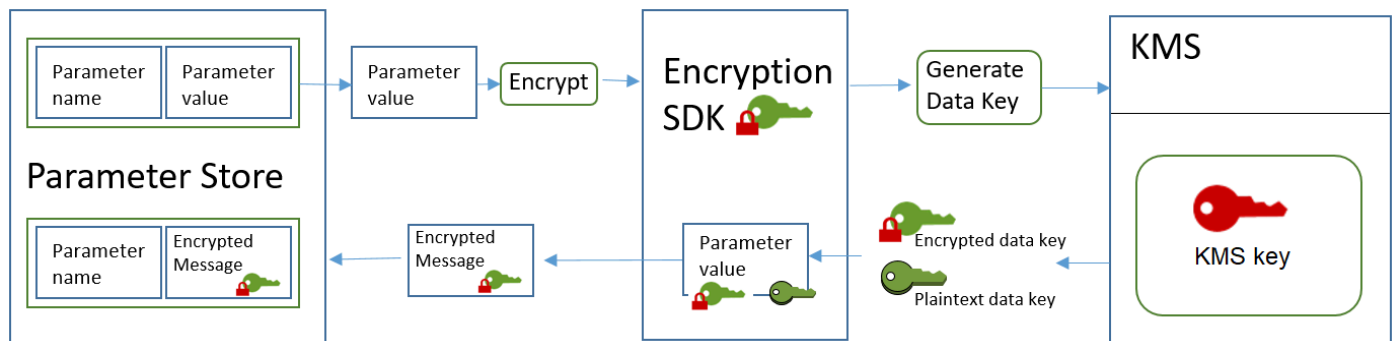 Parameter
name
Parameter
value
Parameter
value
Encrypt
Encryption
SDK
Generate
Data Key
KMS
Parameter Store
Parameter
name
Encrypted
Message
Encrypted
Message
Parameter
value
Encrypted data key
Plaintext data key
KMS key